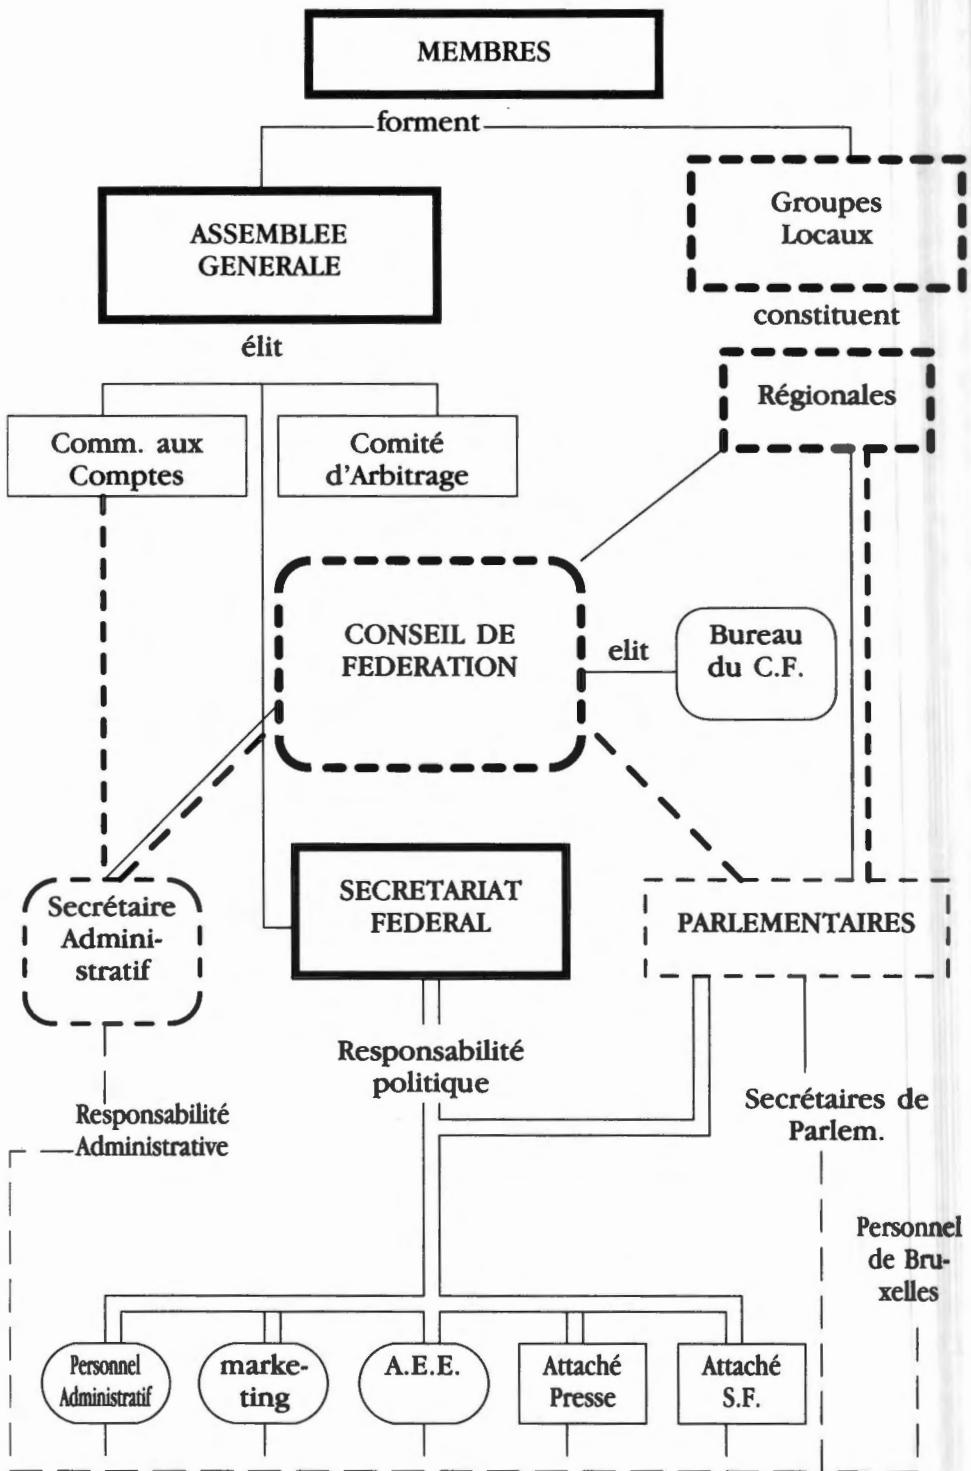 MEMBRES
forment
ASSEMBLEE
GENERALE
Groupes
Locaux
constituent
élit
Régionales
Comm. aux
Comptes
Comité
d'Arbitrage
CONSEIL DE
FEDERATION
elit
Bureau
du C.F.
Secrétaire
Admini-
stratif
SECRETARIAT
FEDERAL
PARLEMENTAIRES
Responsabilité
politique
Responsabilité
Administrative
Secrétaires de
Parlem.
Personnel
de Bru-
xelles
Personnel
Administratif
marke-
ting
A.E.E.
Attaché
Presse
Attaché
S.F.